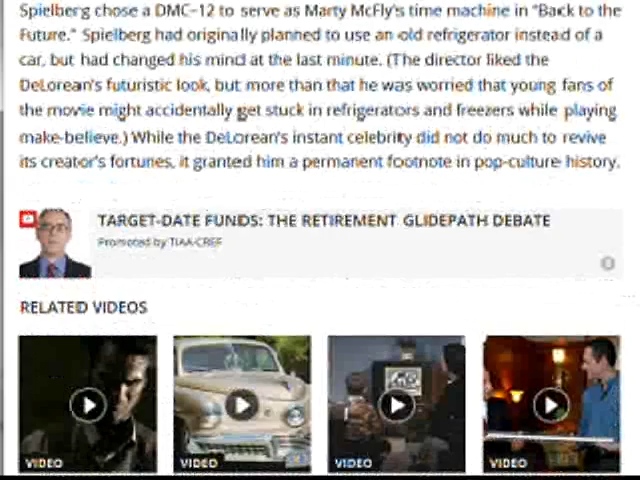 Spielberg chose a DMC-12 to serve as Marty McFly's time machine in "Back to the
Future." Spielberg had originally planned to use an old refrigerator instead of a
car, but had changed his mind at the last minute. (The director liked the
DeLorean's futuristic look, but more than that he was worried that young fans of
the movie might accidentally get stuck in refrigerators and freezers while playing
make-believe.) While the DeLorean's instant celebrity did not do much to revive
its creator's fortunes, it granted him a permanent footnote in pop-culture history.
TARGET-DATE FUNDS: THE RETIREMENT GLIDEPATH DEBATE
Promoted by TIAA-CREF
RELATED VIDEOS
VIDEO VIDEO VIDEO VIDEO